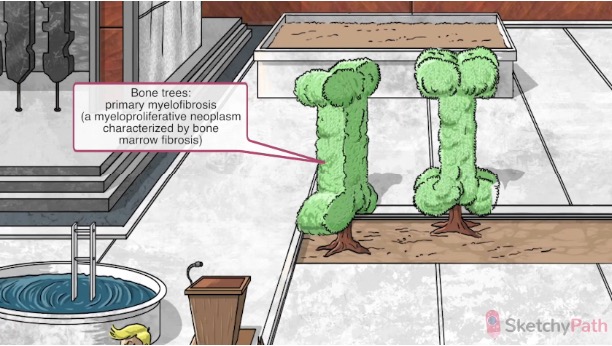 Bone trees:
primary myelofibrosis
(a myeloproliferative neoplasm
characterized by bone
marrow fibrosis)
SketchyPath